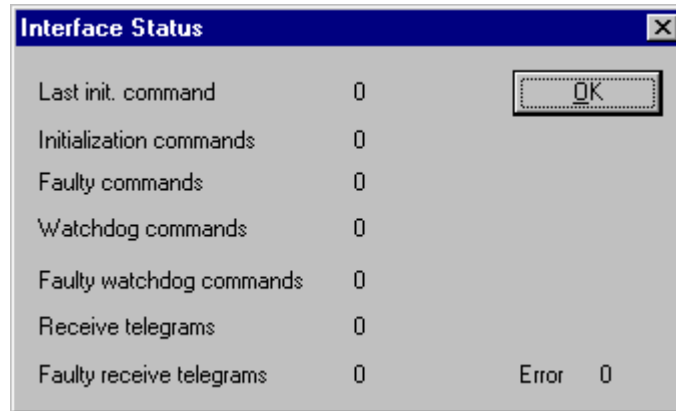 Interface Status
Last init. command 0 OK
Initialization commands 0
Faulty commands 0
Watchdog commands 0
Faulty watchdog commands 0
Receive telegrams 0
Faulty receive telegrams 0 Error 0